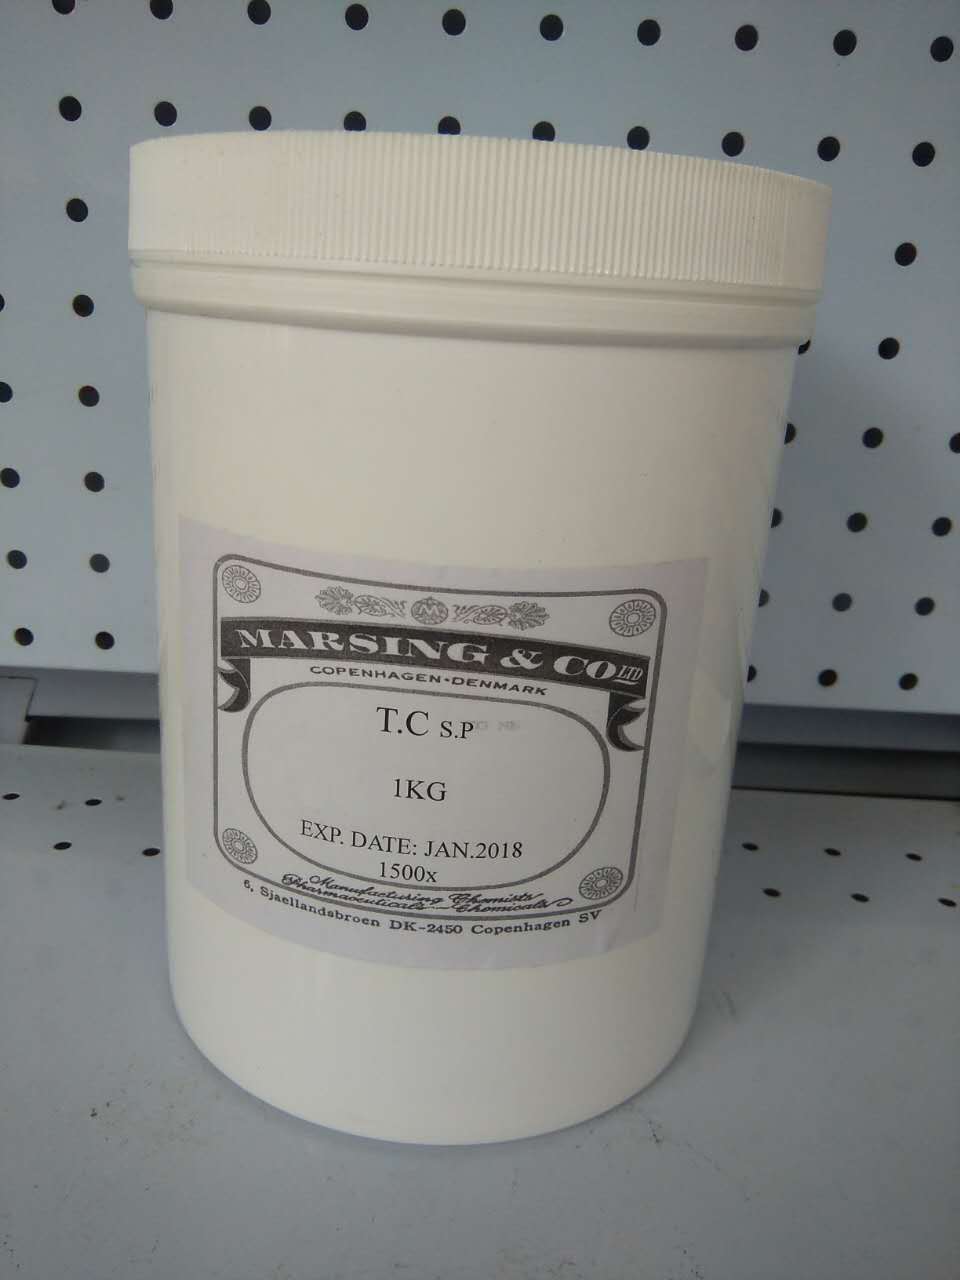 M
MARSING & CO LTD
COPENHAGEN·DENMARK
T.C S.P
1KG
EXP. DATE: JAN.2018
1500x
Manufacturing Chemists
Pharmaceuticals Chemicals
6, Sjaellandsbroen DK-2450 Copenhagen SV